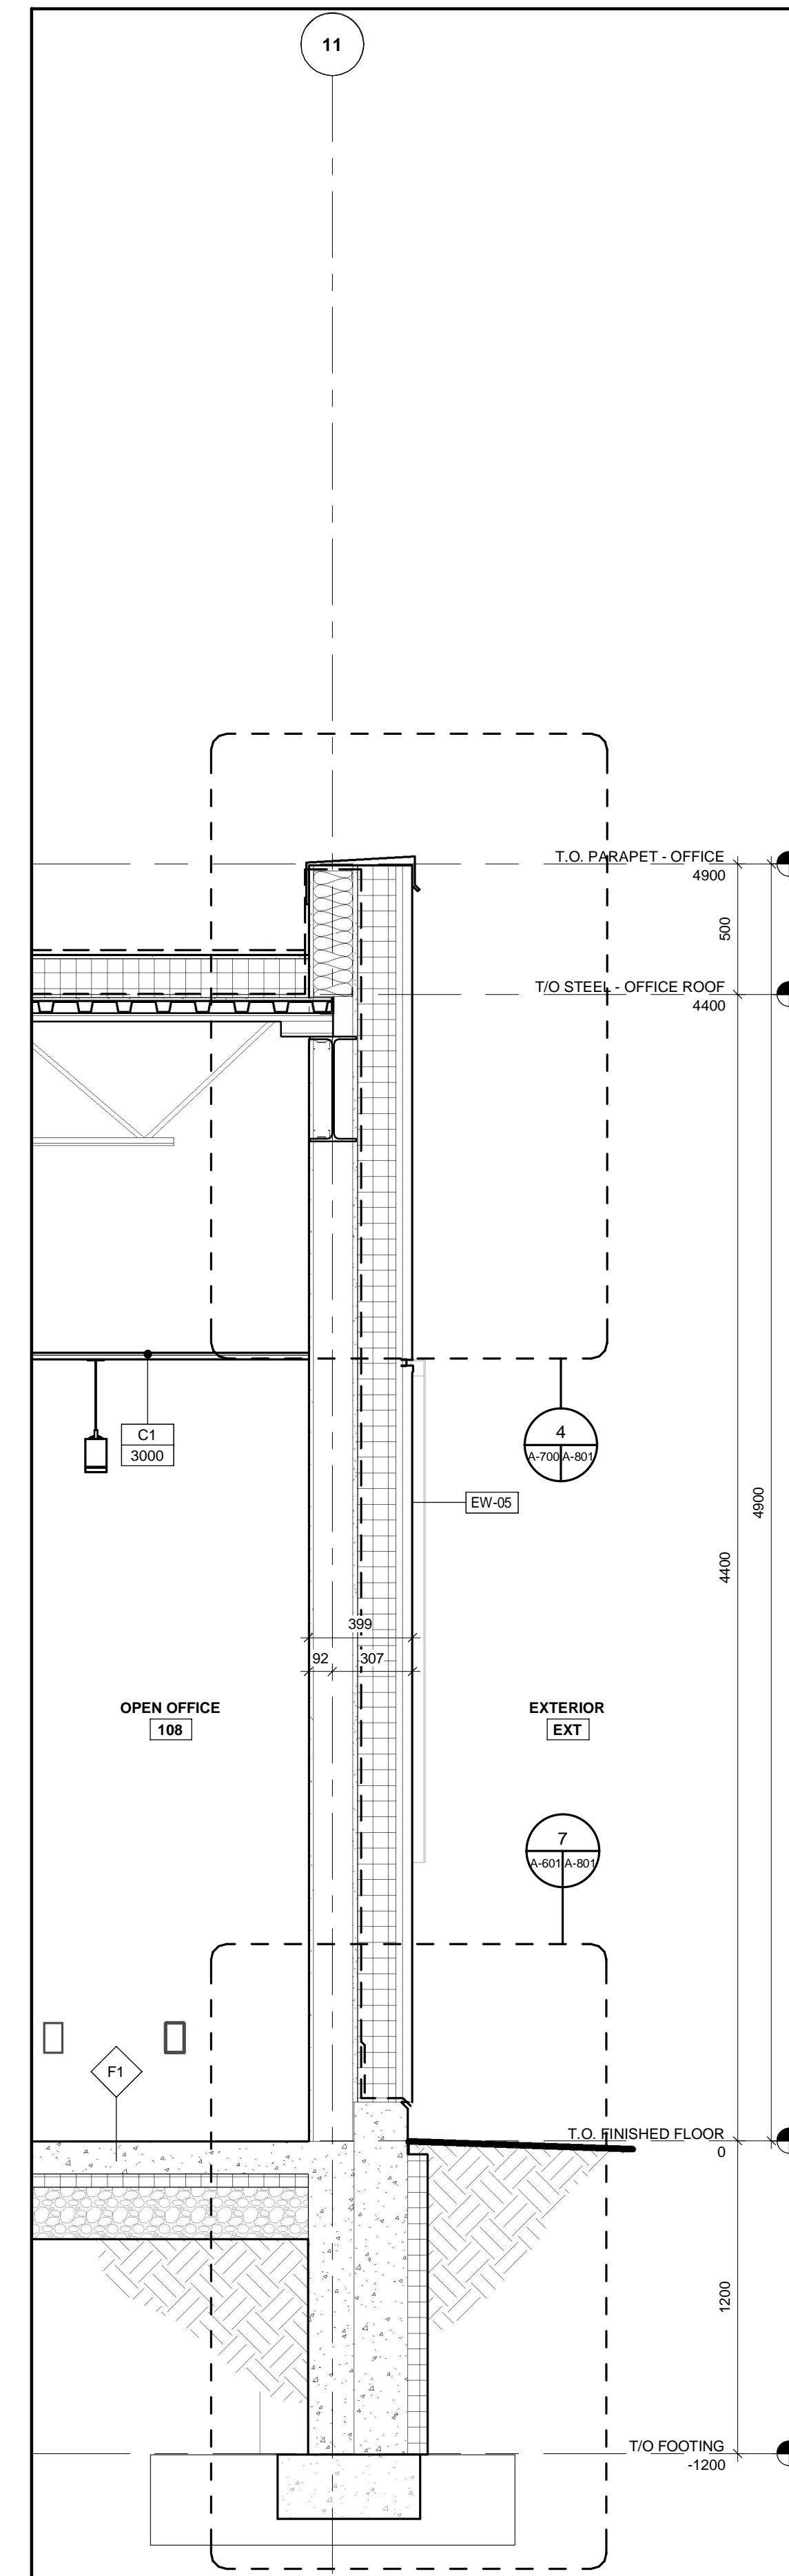 11
T.O. PARAPET - OFFICE
4900
500
T/O STEEL - OFFICE ROOF
4400
C1
3000
4
A-700 A-801
EW-05
4900
4400
399
92 307
OPEN OFFICE
108
EXTERIOR
EXT
7
A-601 A-801
F1
T.O. FINISHED FLOOR
0
1200
T/O FOOTING
-1200